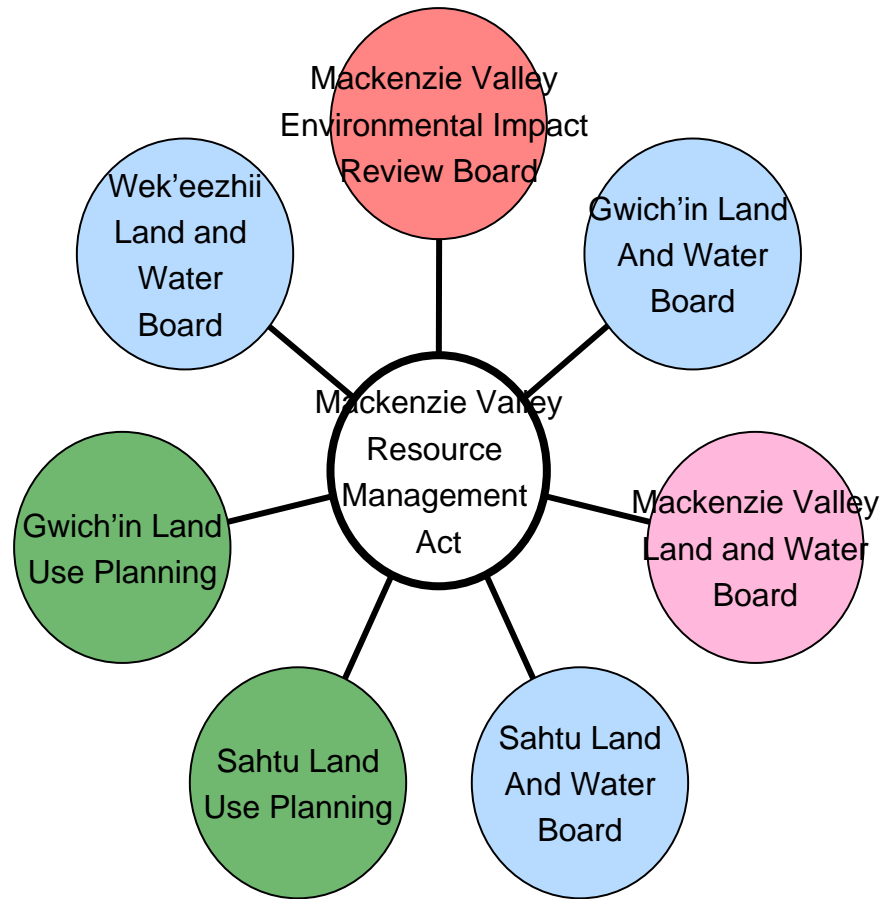 Mackenzie Valley
Environmental Impact
Review Board
Wek'eezhii
Land and
Water
Board
Gwich'in Land
And Water
Board
Mackenzie Valley
Resource
Management
Act
Gwich'in Land
Use Planning
Mackenzie Valley
Land and Water
Board
Sahtu Land
Use Planning
Sahtu Land
And Water
Board